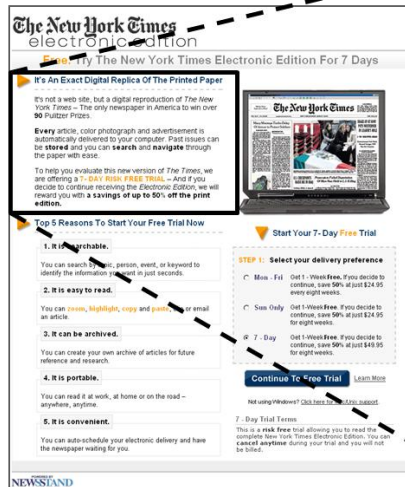 The New York Times
electronic edition
Free. Try The New York Times Electronic Edition For 7 Days
It's An Exact Digital Replica Of The Printed Paper
It's not a web site, but a digital reproduction of The New
York Times – The only newspaper in America to win over
90 Pulitzer Prizes.
Every article, color photograph and advertisement is
automatically delivered to your computer. Past issues can
be stored and you can search and navigate through
the paper with ease.
To help you evaluate this new version of The Times, we
are offering a 7- DAY RISK FREE TRIAL – And if you
decide to continue receiving the Electronic Edition, we will
reward you with a savings of up to 50% off the print
edition.
Top 5 Reasons To Start Your Free Trial Now
1. It is searchable.
You can search by topic, person, event, or keyword to
identify the information you want in just seconds.
2. It is easy to read.
You can zoom, highlight, copy and paste, or email
an article.
3. It can be archived.
You can create your own archive of articles for future
reference and research.
4. It is portable.
You can read it at work, at home or on the road –
anywhere, anytime.
5. It is convenient.
You can auto-schedule your electronic delivery and have
the newspaper waiting for you.
POWERED BY
NEWSSTAND
The New York Times
Start Your 7- Day Free Trial
STEP 1: Select your delivery preference
Mon - Fri Get 1 - Week free. If you decide to
continue, save 50% at just $24.95
every eight weeks.
Sun Only Get 1-Week free. If you decide to
continue, save 50% at just $24.95
for eight weeks.
7 - Day Get 1-Week free. If you decide to
continue, save 50% at just $49.95
for eight weeks.
Continue To Free Trial Learn More
Not using Windows? Click here for support.
7 - Day Trial Terms
This is a risk free trial allowing you to read the
complete New York Times Electronic Edition. You can
cancel anytime during your trial and you will not
be billed.